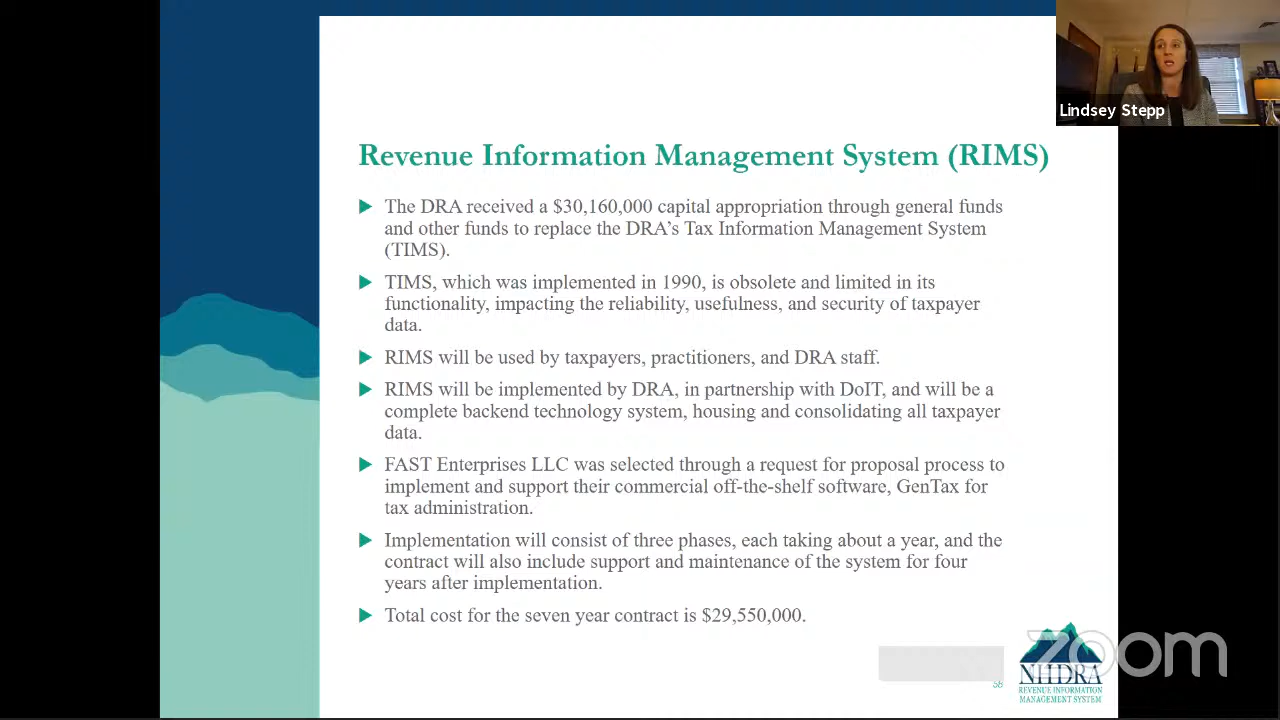 Lindsey Stepp
Revenue Information Management System (RIMS)
The DRA received a $30,160,000 capital appropriation through general funds
and other funds to replace the DRA's Tax Information Management System
(TIMS).
TIMS, which was implemented in 1990, is obsolete and limited in its
functionality, impacting the reliability, usefulness, and security of taxpayer
data.
RIMS will be used by taxpayers, practitioners, and DRA staff.
RIMS will be implemented by DRA, in partnership with DoIT, and will be a
complete backend technology system, housing and consolidating all taxpayer
data.
FAST Enterprises LLC was selected through a request for proposal process to
implement and support their commercial off-the-shelf software, GenTax for
tax administration.
Implementation will consist of three phases, each taking about a year, and the
contract will also include support and maintenance of the system for four
years after implementation.
Total cost for the seven year contract is $29,550,000.
zoom
NHDRA
58
REVENUE INFORMATION
MANAGEMENT SYSTEM